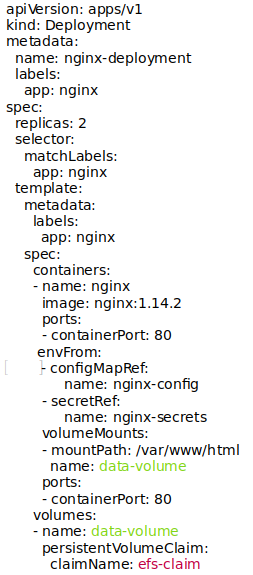 apiVersion: apps/v1
kind: Deployment
metadata:
  name: nginx-deployment
  labels:
    app: nginx
spec:
  replicas: 2
  selector:
    matchLabels:
      app: nginx
  template:
    metadata:
      labels:
        app: nginx
    spec:
      containers:
      - name: nginx
        image: nginx:1.14.2
        ports:
        - containerPort: 80
       envFrom:
        - configMapRef:
             name: nginx-config
        - secretRef:
             name: nginx-secrets
        volumeMounts:
        - mountPath: /var/www/html
          name: data-volume
        ports:
        - containerPort: 80
      volumes:
      - name: data-volume
        persistentVolumeClaim:
          claimName: efs-claim